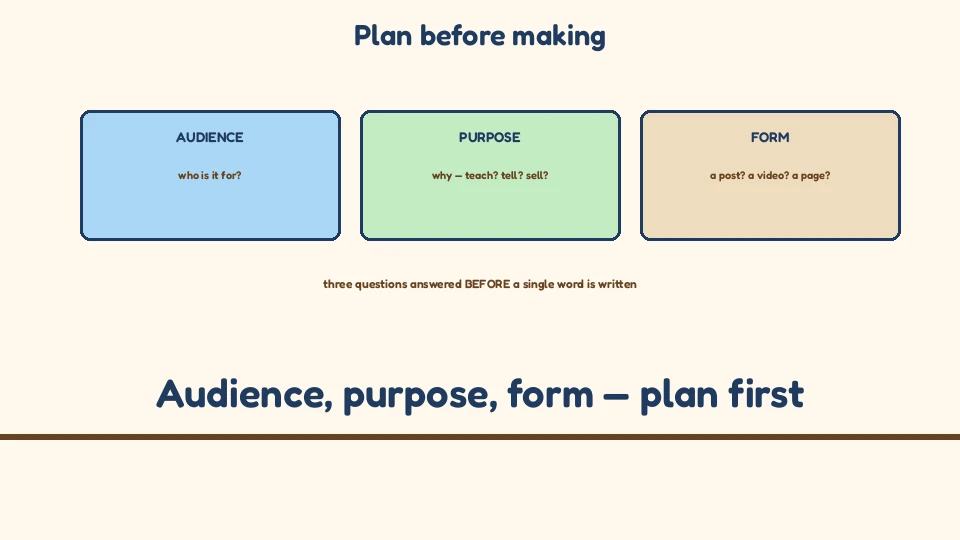 Plan before making
AUDIENCE
who is it for?
PURPOSE
why — teach? tell? sell?
FORM
a post? a video? a page?
three questions answered BEFORE a single word is written
Audience, purpose, form — plan first